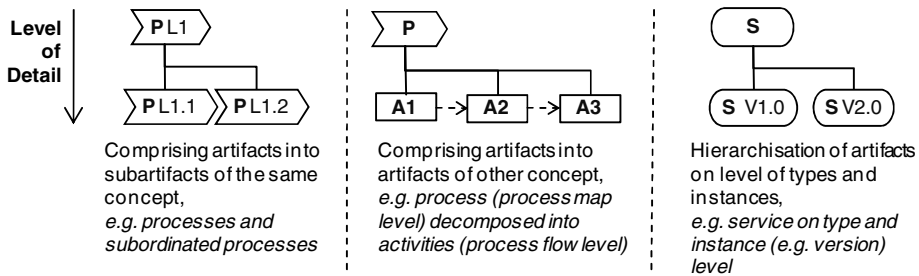 Level
of
Detail
P L1
P L1.1
P L1.2
Comprising artifacts into
subartifacts of the same
concept,
e.g. processes and
subordinated processes
P
A1
A2
A3
Comprising artifacts into
artifacts of other concept,
e.g. process (process map
level) decomposed into
activities (process flow level)
S
S V1.0
S V2.0
Hierarchisation of artifacts
on level of types and
instances,
e.g. service on type and
instance (e.g. version)
level